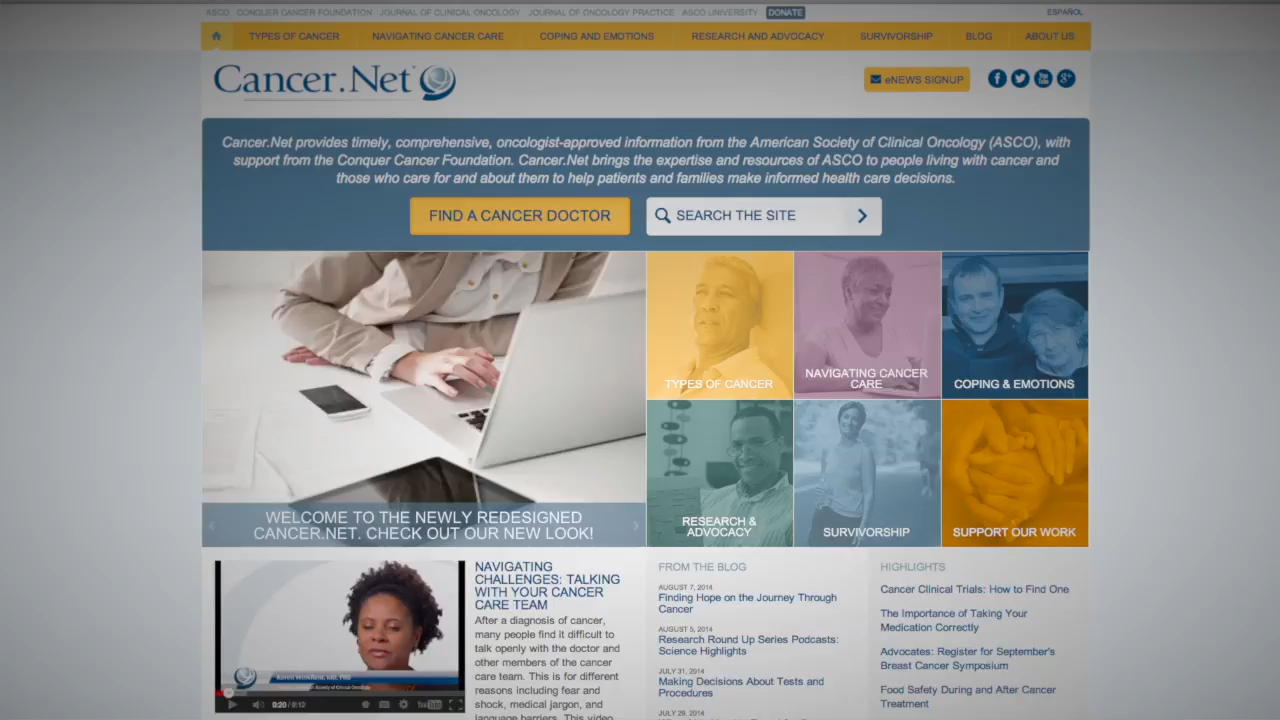 ASCO CONQUER CANCER FOUNDATION JOURNAL OF CLINICAL ONCOLOGY JOURNAL OF ONCOLOGY PRACTICE ASCO UNIVERSITY DONATE ESPAÑOL
TYPES OF CANCER NAVIGATING CANCER CARE COPING AND EMOTIONS RESEARCH AND ADVOCACY SURVIVORSHIP BLOG ABOUT US
Cancer.Net
eNEWS SIGNUP
Cancer.Net provides timely, comprehensive, oncologist-approved information from the American Society of Clinical Oncology (ASCO), with
support from the Conquer Cancer Foundation. Cancer.Net brings the expertise and resources of ASCO to people living with cancer and
those who care for and about them to help patients and families make informed health care decisions.
FIND A CANCER DOCTOR SEARCH THE SITE
TYPES OF CANCER
NAVIGATING CANCER
CARE
COPING & EMOTIONS
RESEARCH &
ADVOCACY
SURVIVORSHIP
SUPPORT OUR WORK
WELCOME TO THE NEWLY REDESIGNED
CANCER.NET. CHECK OUT OUR NEW LOOK!
0:20 / 8:12
YouTube
NAVIGATING
CHALLENGES: TALKING
WITH YOUR CANCER
CARE TEAM
After a diagnosis of cancer,
many people find it difficult to
talk openly with the doctor and
other members of the cancer
care team. This is for different
reasons including fear and
shock, medical jargon, and
language barriers. This video
FROM THE BLOG
AUGUST 7, 2014
Finding Hope on the Journey Through
Cancer
AUGUST 5, 2014
Research Round Up Series Podcasts:
Science Highlights
JULY 31, 2014
Making Decisions About Tests and
Procedures
JULY 29, 2014
HIGHLIGHTS
Cancer Clinical Trials: How to Find One
The Importance of Taking Your
Medication Correctly
Advocates: Register for September's
Breast Cancer Symposium
Food Safety During and After Cancer
Treatment